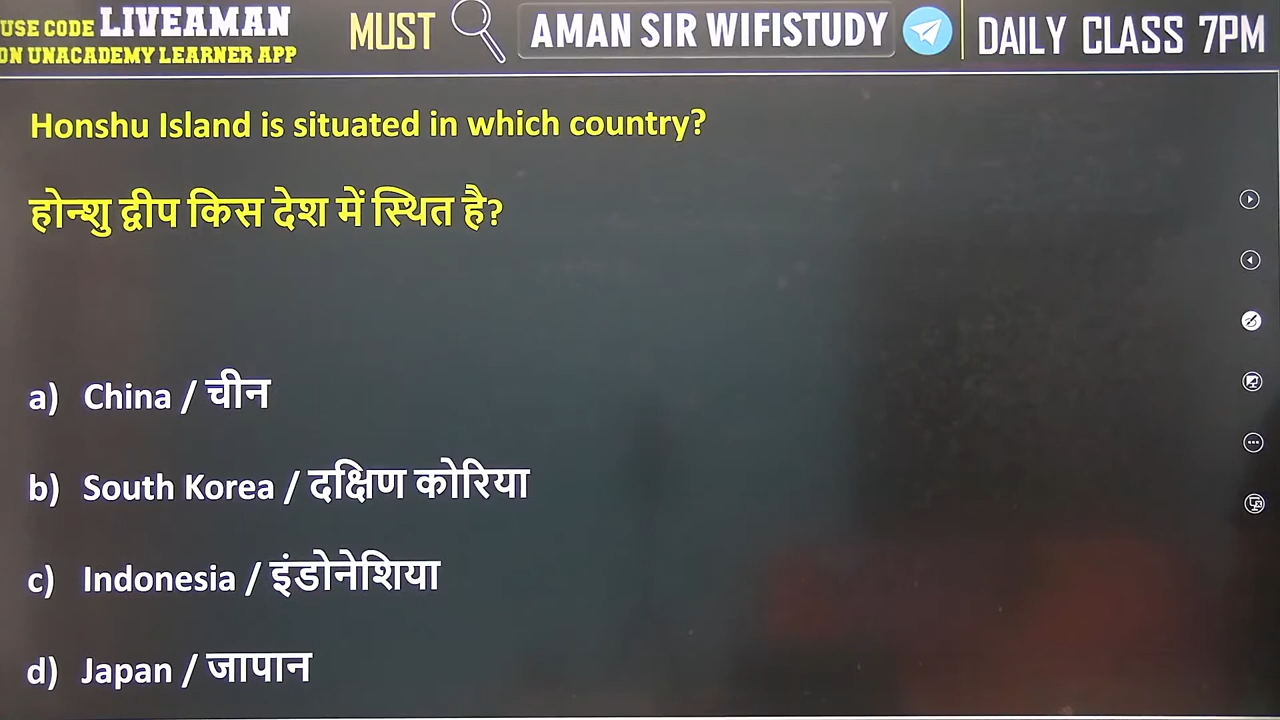 USE CODE LIVEAMAN
ON UNACADEMY LEARNER APP
MUST
AMAN SIR WIFISTUDY
DAILY CLASS 7PM
Honshu Island is situated in which country?
होन्शु द्वीप किस देश में स्थित है?
a) China / चीन
b) South Korea / दक्षिण कोरिया
c) Indonesia / इंडोनेशिया
d) Japan / जापान